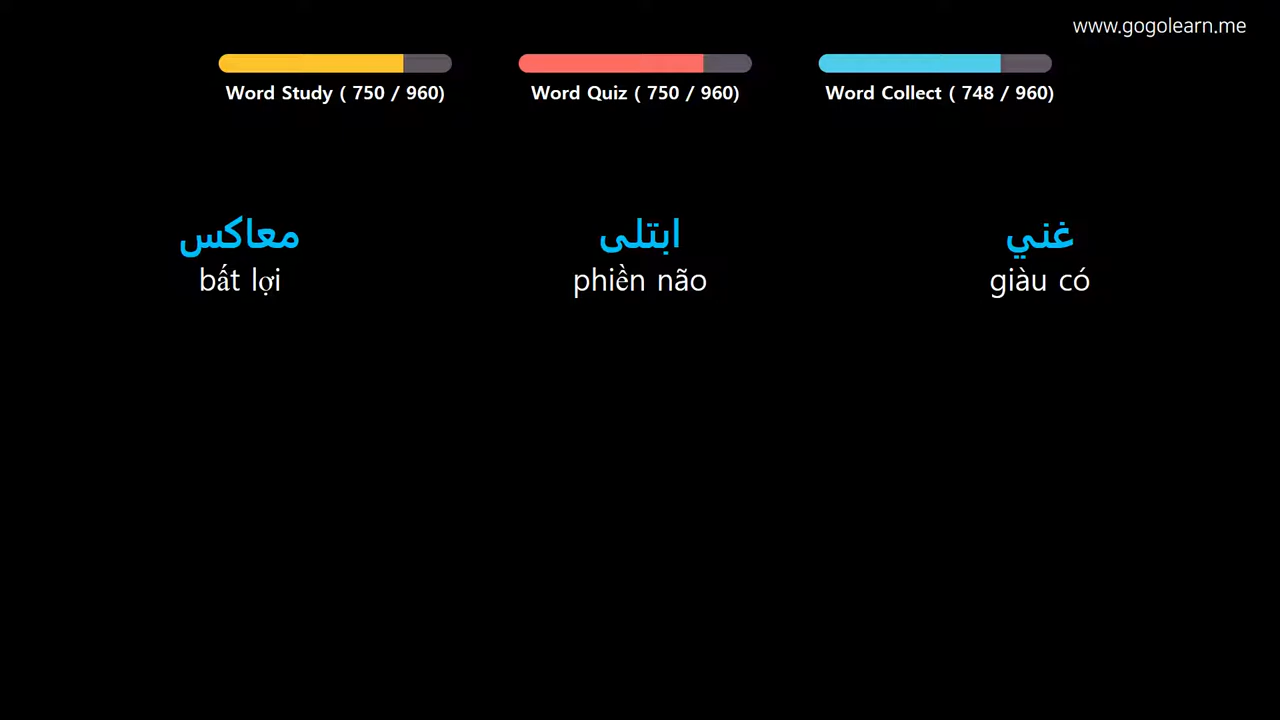 www.gogolearn.me
Word Study ( 750 / 960)
Word Quiz ( 750 / 960)
Word Collect ( 748 / 960)
معاكس
bất lợi
ابتلى
phiền não
غني
giàu có